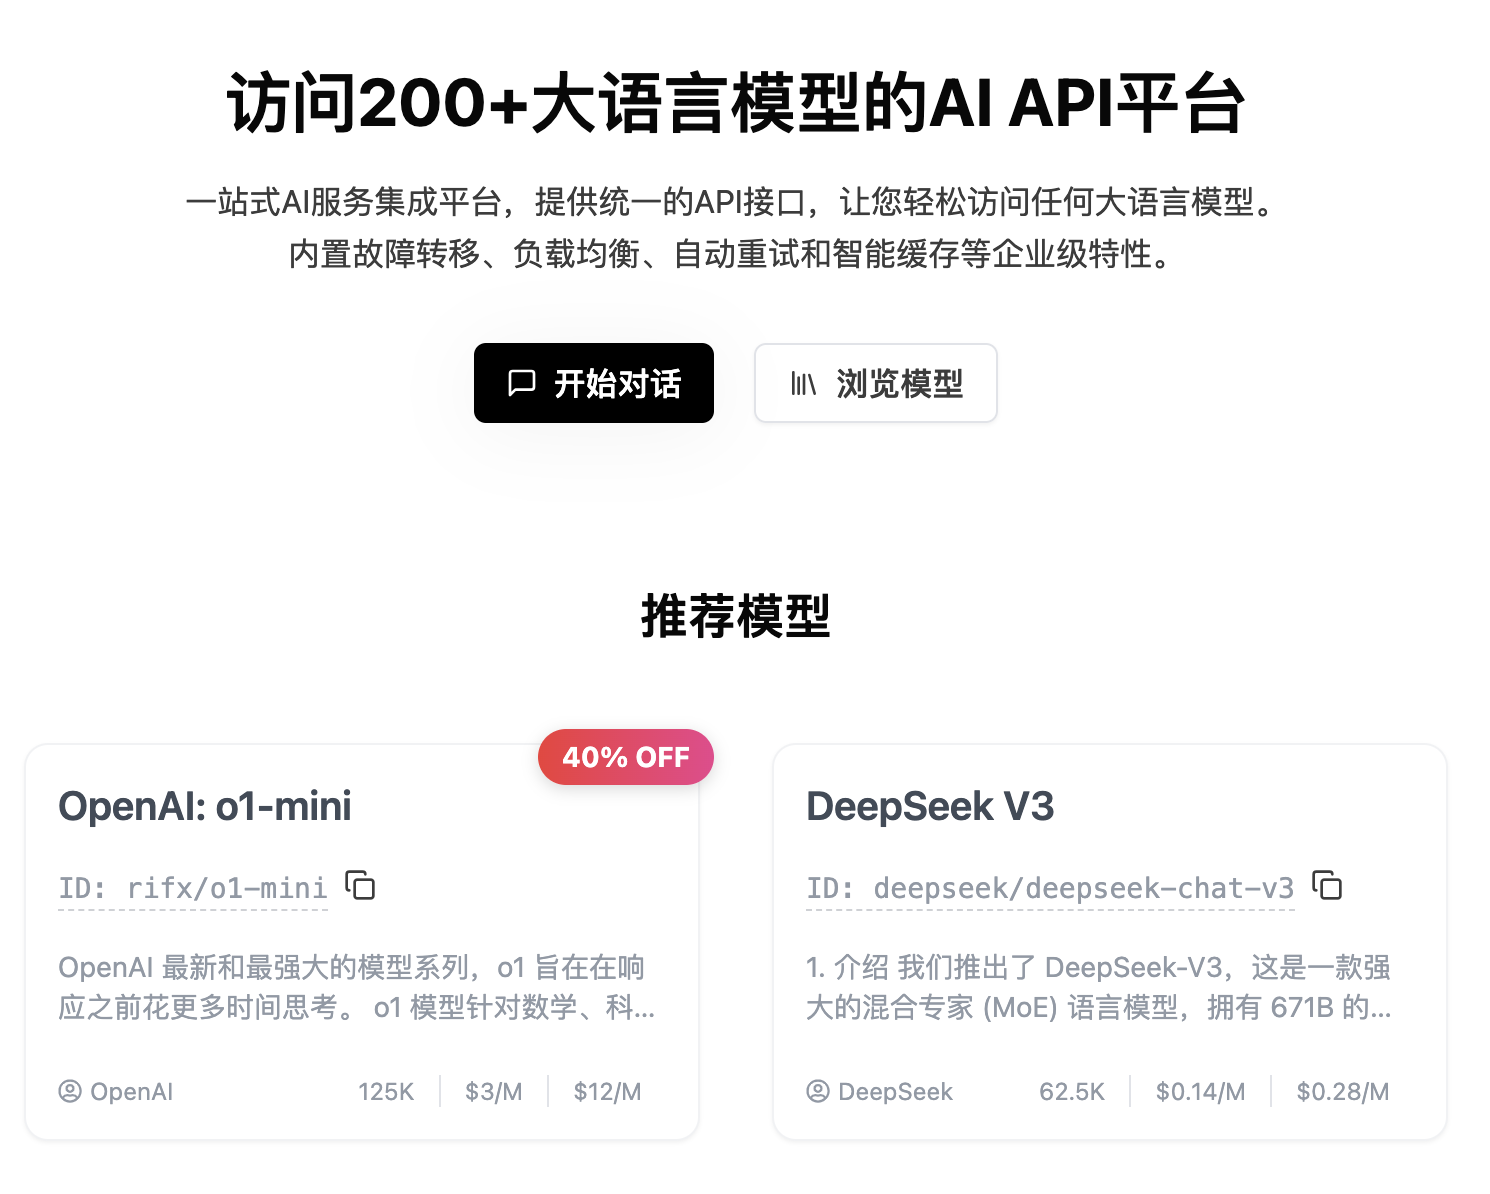 访问200+大语言模型的AI API平台
一站式AI服务集成平台，提供统一的API接口，让您轻松访问任何大语言模型。
内置故障转移、负载均衡、自动重试和智能缓存等企业级特性。
开始对话
浏览模型
推荐模型
40% OFF
OpenAI: o1-mini
ID: rifx/o1-mini
OpenAI 最新和最强大的模型系列，o1 旨在在响
应之前花更多时间思考。 o1 模型针对数学、科...
OpenAI 125K $3/M $12/M
DeepSeek V3
ID: deepseek/deepseek-chat-v3
1. 介绍 我们推出了 DeepSeek-V3，这是一款强
大的混合专家 (MoE) 语言模型，拥有 671B 的...
DeepSeek 62.5K $0.14/M $0.28/M